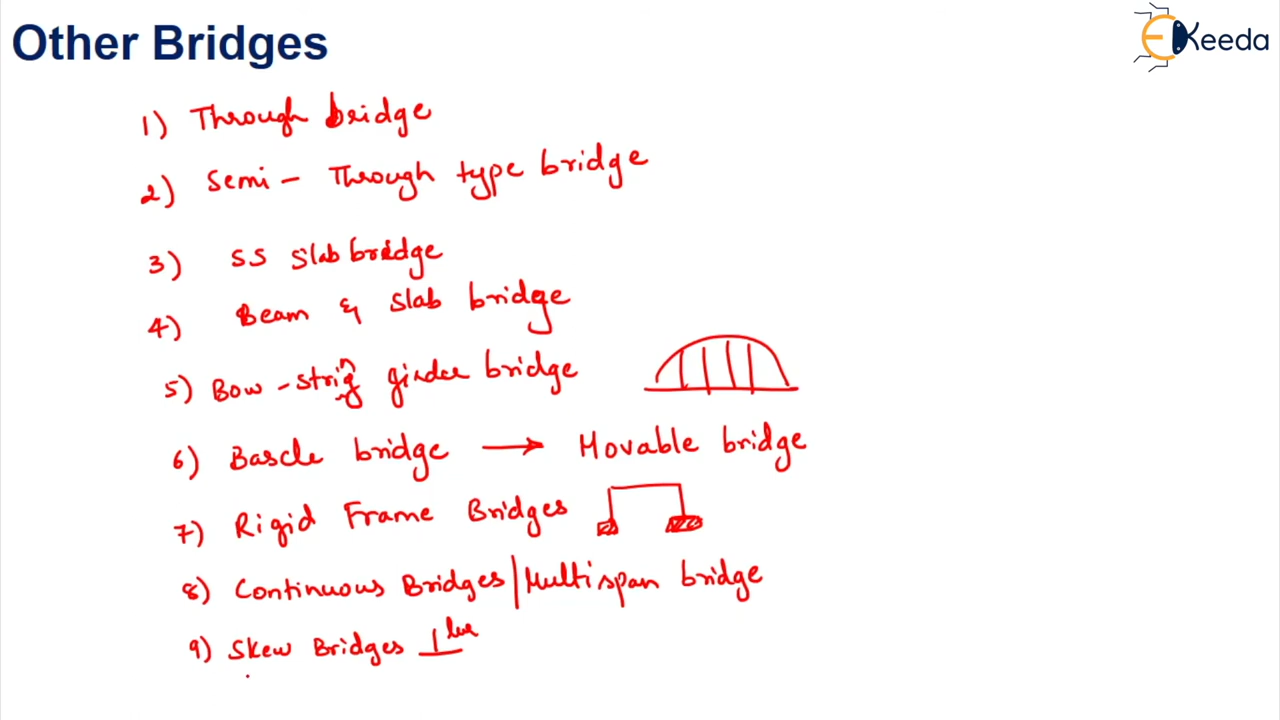 Other Bridges
EKeeda
1) Through bridge
2) Semi - Through type bridge
3) SS Slab bridge
4) Beam & Slab bridge
5) Bow - string girder bridge
6) Bascle bridge → Movable bridge
7) Rigid Frame Bridges
8) Continuous Bridges | Multispan bridge
9) Skew Bridges ⊥